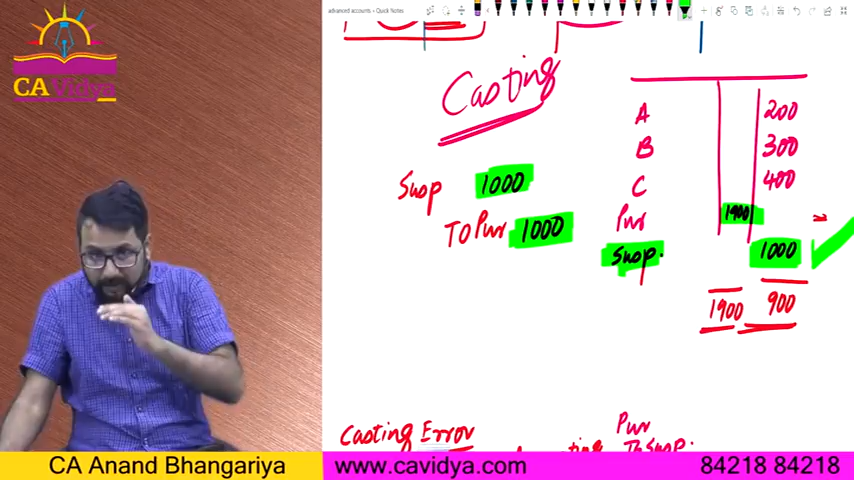 advanced accounts - Quick Notes
CA Vidya
Casting
A 200
B 300
C 400
Pur 1900
Susp. 1000
1900 900
Susp 1000
To Pur 1000
Casting Error
Pur
To Susp.
CA Anand Bhangariya www.cavidya.com 84218 84218